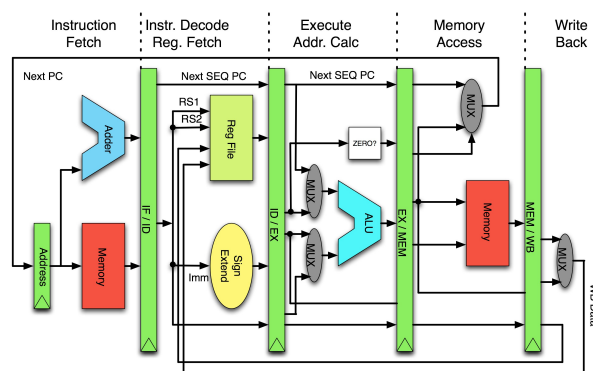 Instruction
Fetch
Instr. Decode
Reg. Fetch
Execute
Addr. Calc
Memory
Access
Write
Back
Next PC
Next SEQ PC
Next SEQ PC
RS1
RS2
Adder
Reg File
ZERO?
MUX
MUX
MUX
ALU
IF / ID
ID / EX
EX / MEM
MEM / WB
Address
Memory
Sign
Extend
Imm
Memory
MUX
WB Data